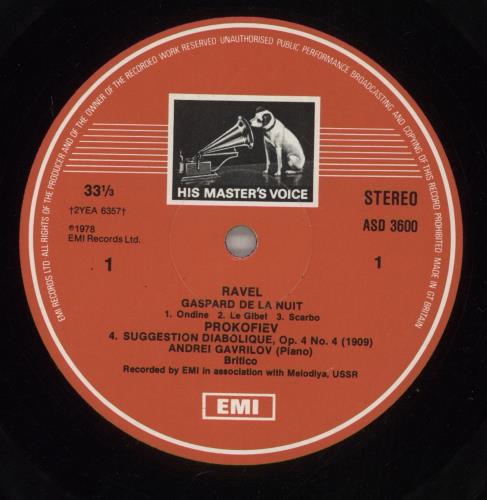 EMI RECORDS LTD ALL RIGHTS OF THE PRODUCER AND OF THE OWNER OF THE RECORDED WORK RESERVED UNAUTHORISED PUBLIC PERFORMANCE BROADCASTING AND COPYING OF THIS RECORD PROHIBITED MADE IN GT BRITAIN
HIS MASTER'S VOICE
33⅓
STEREO
†2YEA 6357†
ASD 3600
℗1978
EMI Records Ltd.
1
1
RAVEL
GASPARD DE LA NUIT
1. Ondine 2. Le Gibet 3. Scarbo
PROKOFIEV
4. SUGGESTION DIABOLIQUE, Op. 4 No. 4 (1909)
ANDREI GAVRILOV (Piano)
Britico
Recorded by EMI in association with Melodiya, USSR
EMI